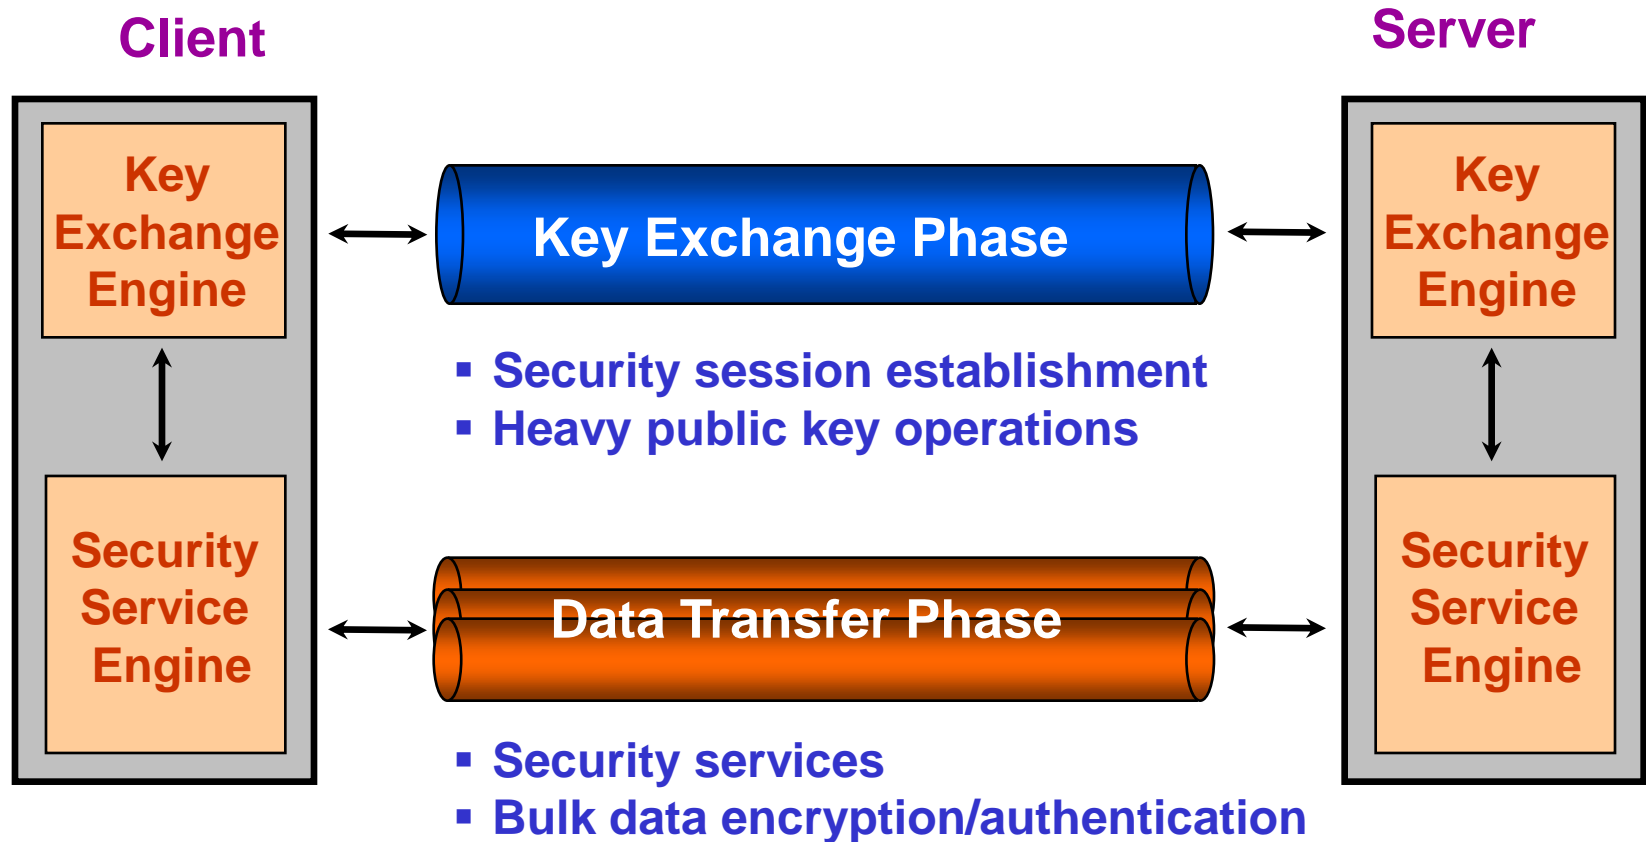 Client
Server
Key
Exchange
Engine
Key Exchange Phase
Key
Exchange
Engine
▪ Security session establishment
▪ Heavy public key operations
Security
Service
Engine
Data Transfer Phase
Security
Service
Engine
▪ Security services
▪ Bulk data encryption/authentication